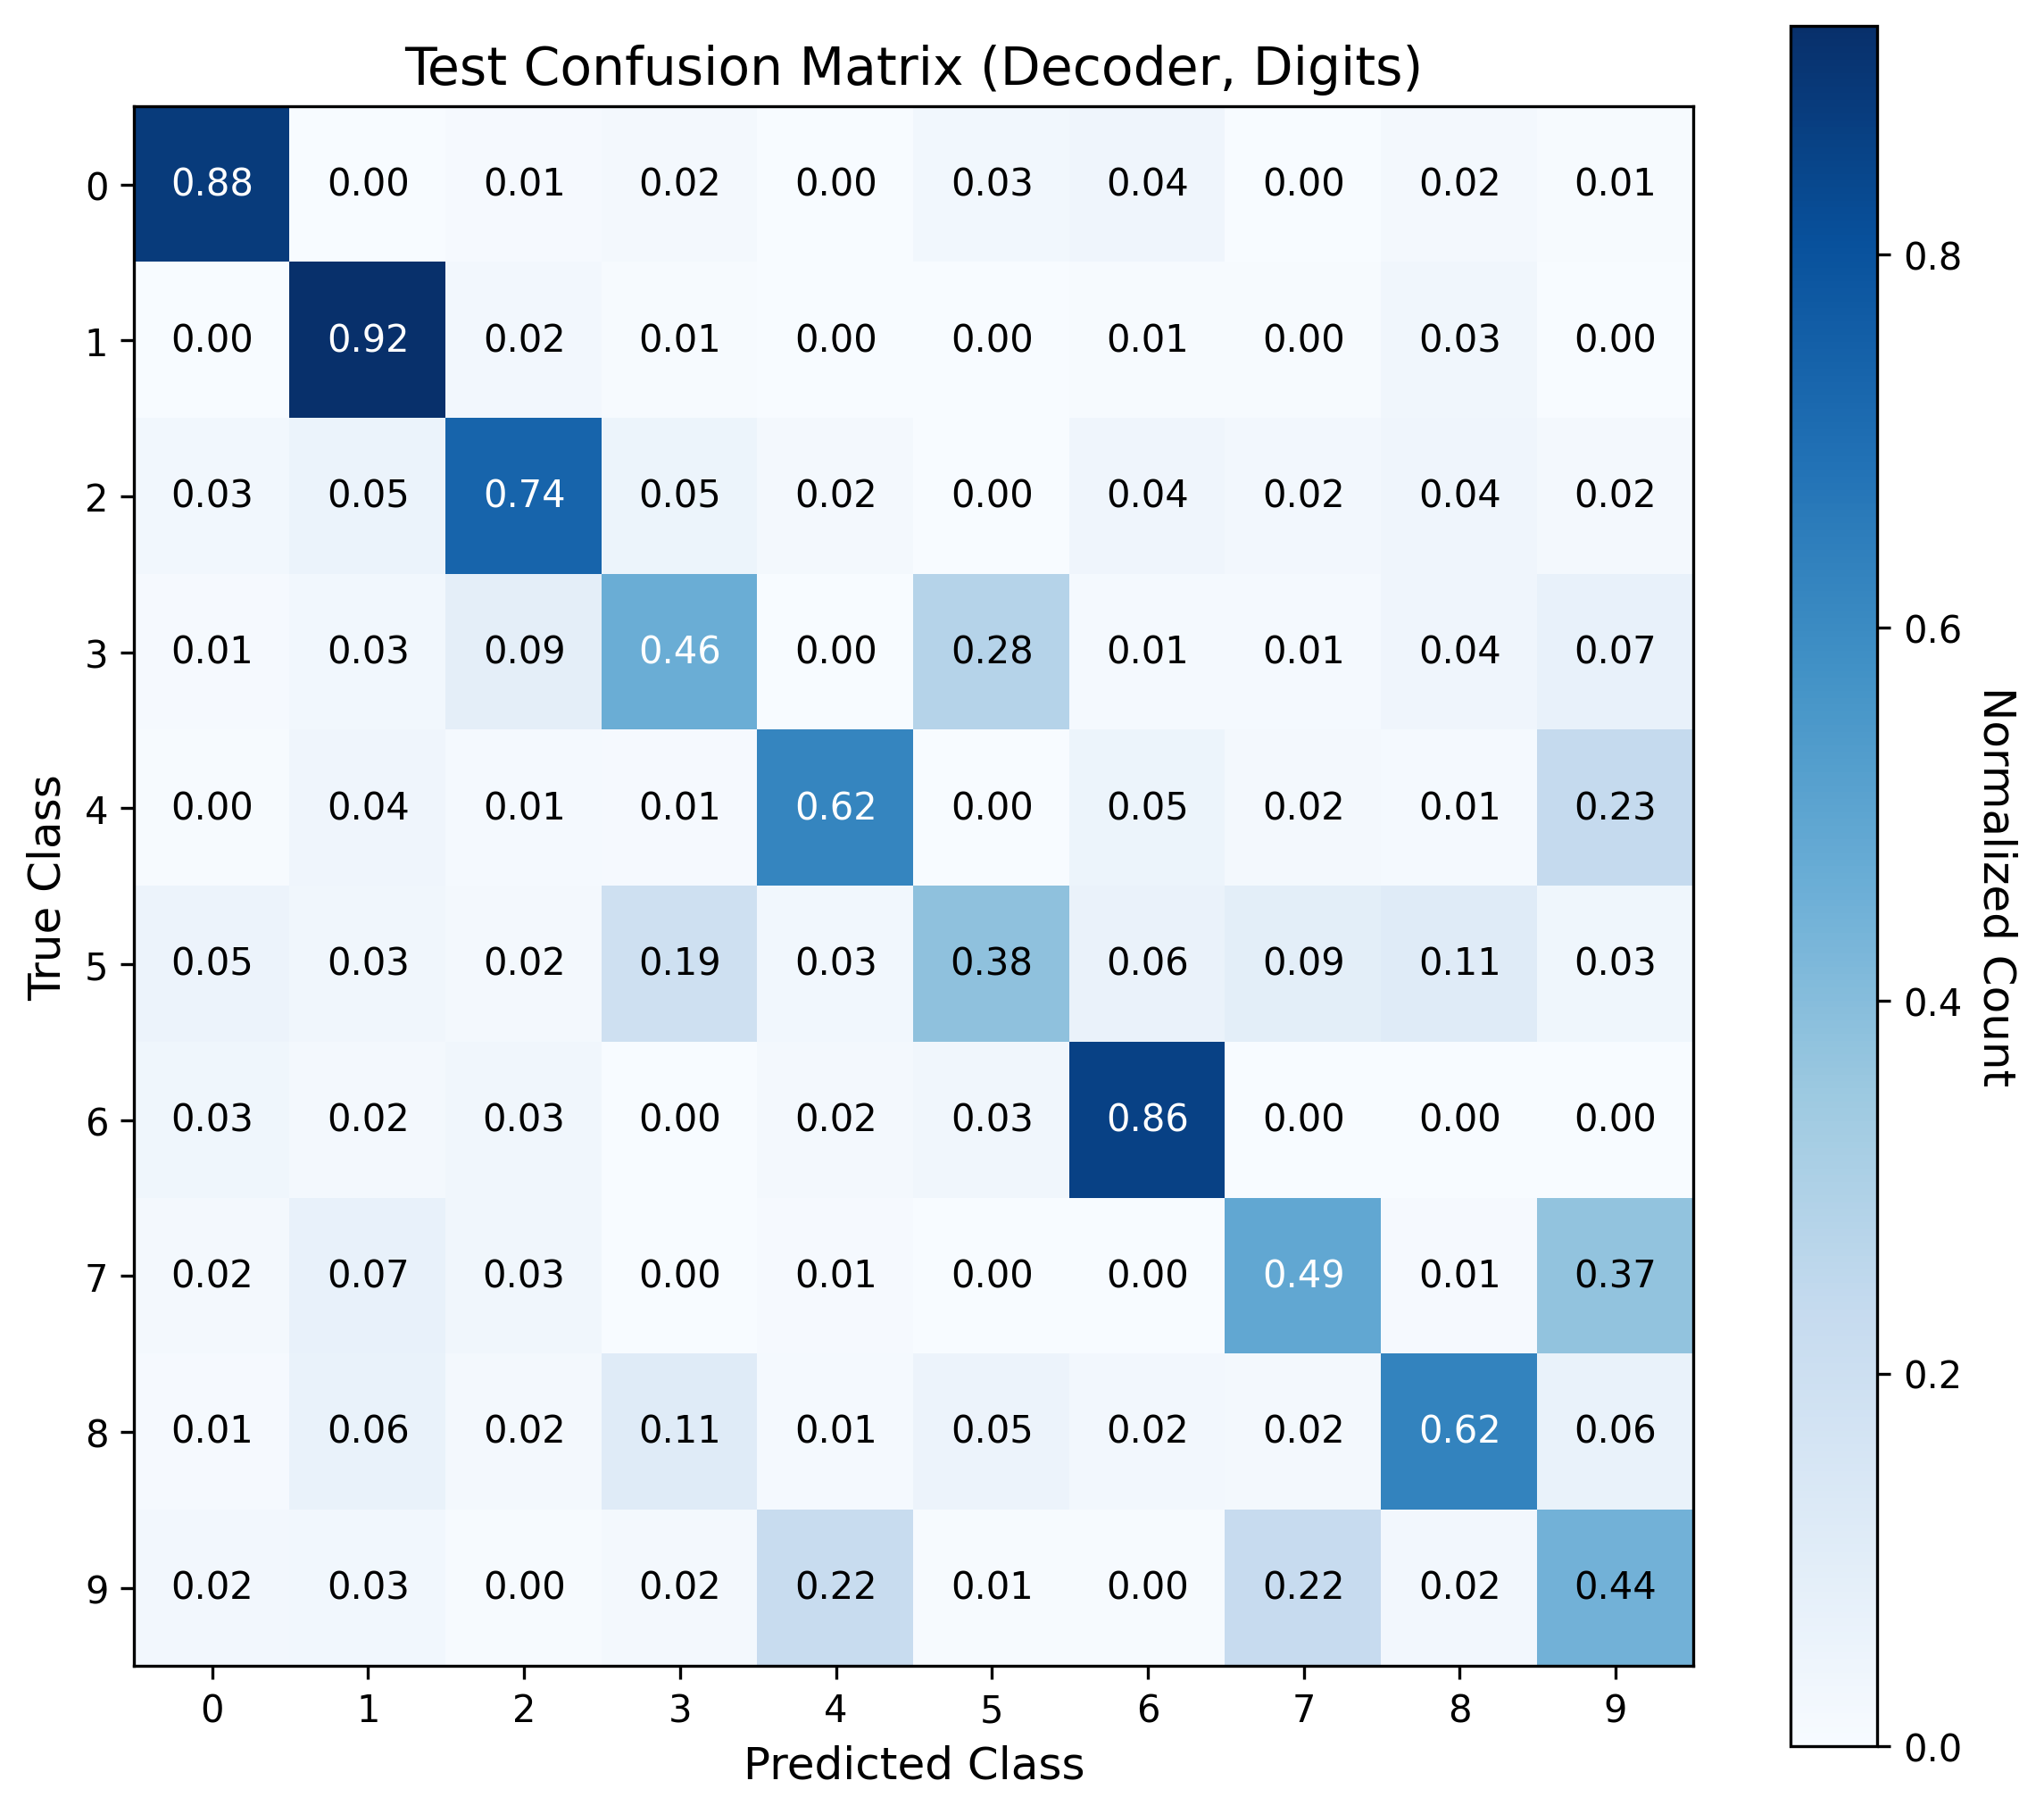 Test Confusion Matrix (Decoder, Digits)
0 0.88 0.00 0.01 0.02 0.00 0.03 0.04 0.00 0.02 0.01
1 0.00 0.92 0.02 0.01 0.00 0.00 0.01 0.00 0.03 0.00
2 0.03 0.05 0.74 0.05 0.02 0.00 0.04 0.02 0.04 0.02
3 0.01 0.03 0.09 0.46 0.00 0.28 0.01 0.01 0.04 0.07
4 0.00 0.04 0.01 0.01 0.62 0.00 0.05 0.02 0.01 0.23
5 0.05 0.03 0.02 0.19 0.03 0.38 0.06 0.09 0.11 0.03
6 0.03 0.02 0.03 0.00 0.02 0.03 0.86 0.00 0.00 0.00
7 0.02 0.07 0.03 0.00 0.01 0.00 0.00 0.49 0.01 0.37
8 0.01 0.06 0.02 0.11 0.01 0.05 0.02 0.02 0.62 0.06
9 0.02 0.03 0.00 0.02 0.22 0.01 0.00 0.22 0.02 0.44
0 1 2 3 4 5 6 7 8 9
Predicted Class
True Class
0.8
0.6
0.4
0.2
0.0
Normalized Count